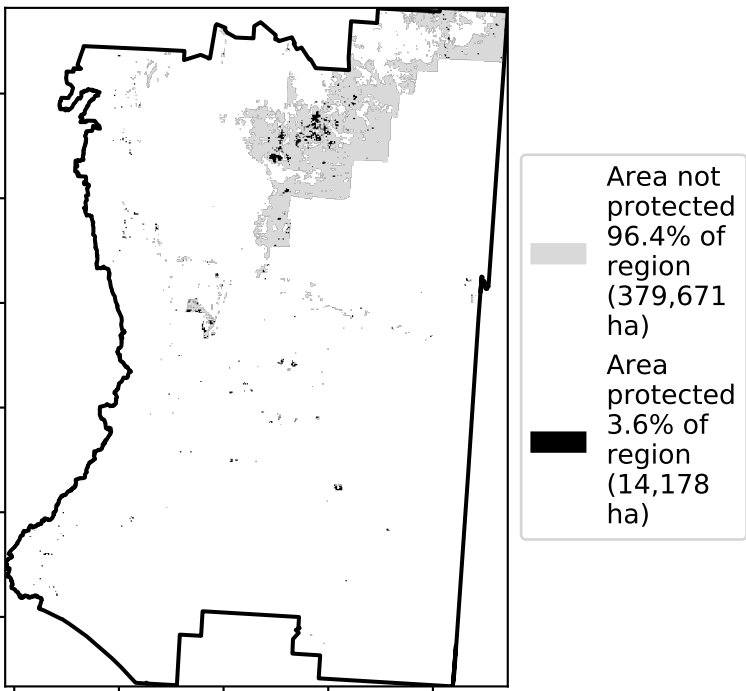 Area not
protected
96.4% of
region
(379,671
ha)
Area
protected
3.6% of
region
(14,178
ha)